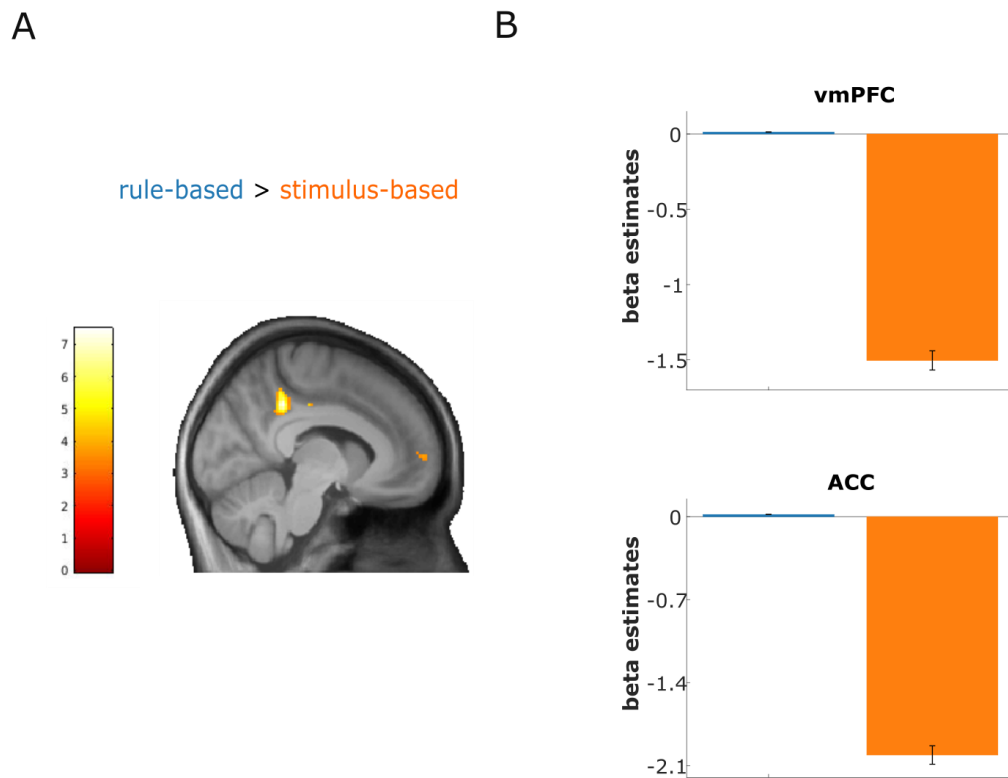 A
B
rule-based > stimulus-based
7
6
5
4
3
2
1
0
vmPFC
beta estimates
0
-0.5
-1
-1.5
ACC
beta estimates
0
-0.7
-1.4
-2.1